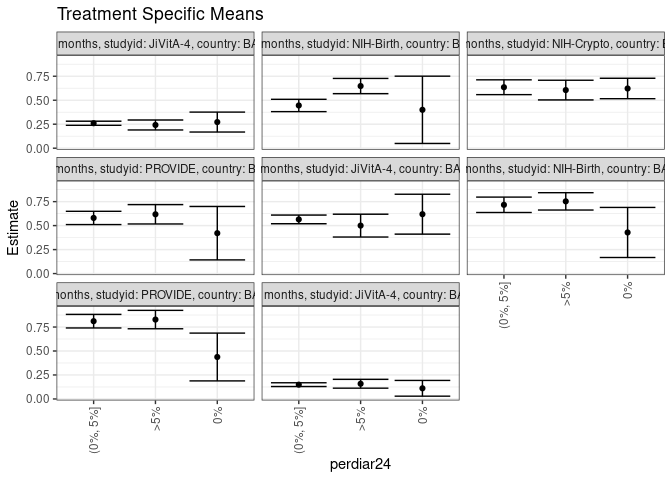 Treatment Specific Means
months, studyid: JiVitA-4, country: BA
months, studyid: NIH-Birth, country: B
months, studyid: NIH-Crypto, country:
0.75
0.50
0.25
0.00
months, studyid: PROVIDE, country: B
months, studyid: JiVitA-4, country: BA
months, studyid: NIH-Birth, country: BA
0.75
0.50
0.25
0.00
months, studyid: PROVIDE, country: BA
months, studyid: JiVitA-4, country: BA
0.75
0.50
0.25
0.00
Estimate
(0%, 5%]
>5%
0%
(0%, 5%]
>5%
0%
(0%, 5%]
>5%
0%
perdiar24